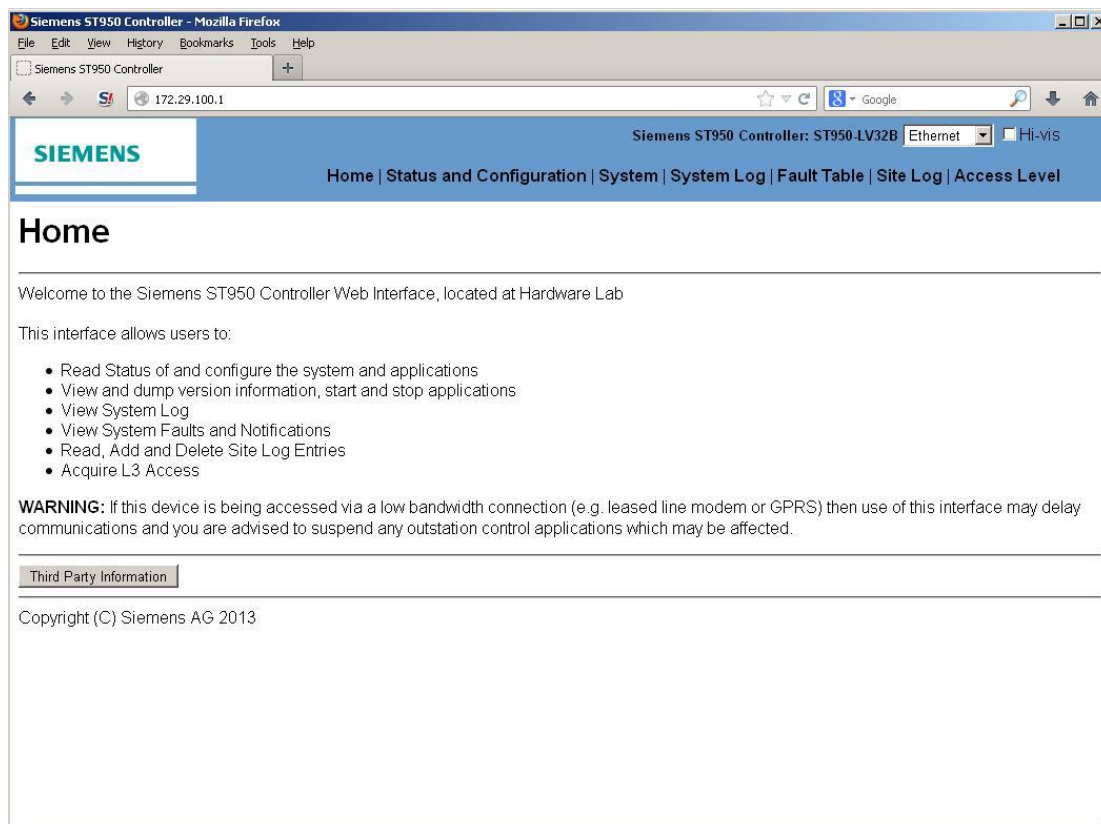 Siemens ST950 Controller - Mozilla Firefox
File Edit View History Bookmarks Tools Help
Siemens ST950 Controller +
S! 172.29.100.1 8 Google
Siemens ST950 Controller: ST950-LV32B Ethernet Hi-vis
SIEMENS
Home | Status and Configuration | System | System Log | Fault Table | Site Log | Access Level
Home
Welcome to the Siemens ST950 Controller Web Interface, located at Hardware Lab
This interface allows users to:
• Read Status of and configure the system and applications
• View and dump version information, start and stop applications
• View System Log
• View System Faults and Notifications
• Read, Add and Delete Site Log Entries
• Acquire L3 Access
WARNING: If this device is being accessed via a low bandwidth connection (e.g. leased line modem or GPRS) then use of this interface may delay
communications and you are advised to suspend any outstation control applications which may be affected.
Third Party Information
Copyright (C) Siemens AG 2013